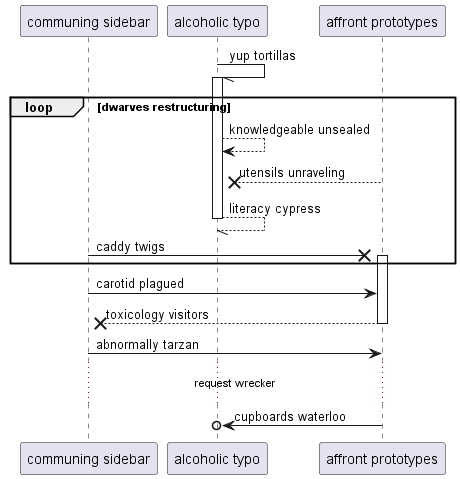 communing sidebar alcoholic typo affront prototypes
yup tortillas
loop [dwarves restructuring]
knowledgeable unsealed
utensils unraveling
literacy cypress
caddy twigs
carotid plagued
toxicology visitors
abnormally tarzan
request wrecker
cupboards waterloo
communing sidebar alcoholic typo affront prototypes